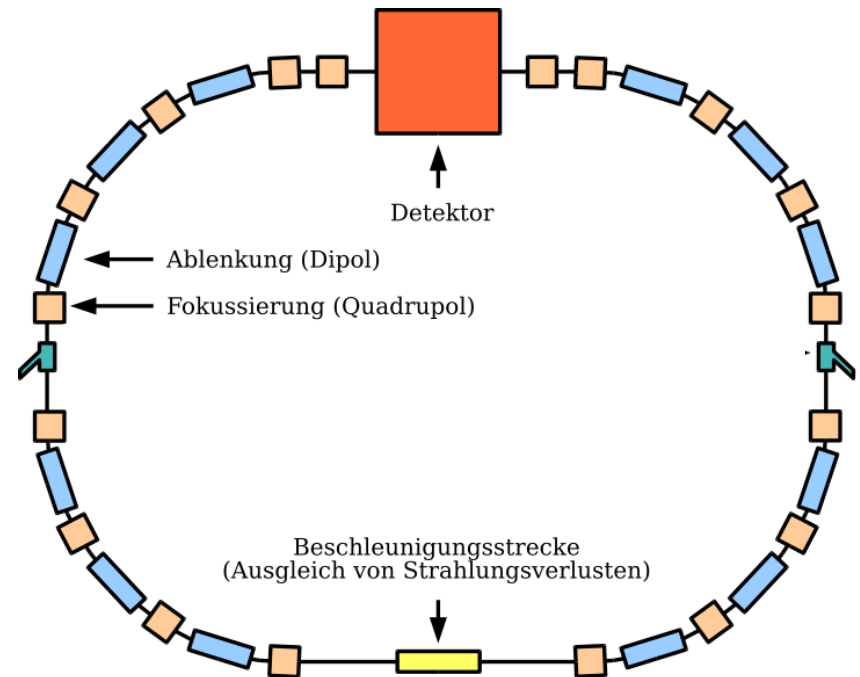 Detektor
Ablenkung (Dipol)
Fokussierung (Quadrupol)
Beschleunigungsstrecke
(Ausgleich von Strahlungsverlusten)